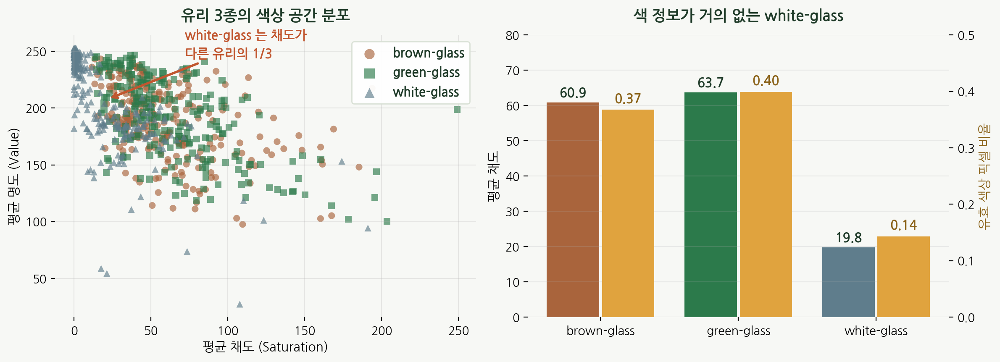 유리 3종의 색상 공간 분포
white-glass 는 채도가
다른 유리의 1/3
brown-glass
green-glass
white-glass
평균 명도 (Value)
250
200
150
100
50
0
50
100
150
200
250
평균 채도 (Saturation)
색 정보가 거의 없는 white-glass
평균 채도
80
70
60
50
40
30
20
10
0
60.9
0.37
63.7
0.40
19.8
0.14
brown-glass
green-glass
white-glass
0.5
0.4
0.3
0.2
0.1
0.0
유효 색상 픽셀 비율